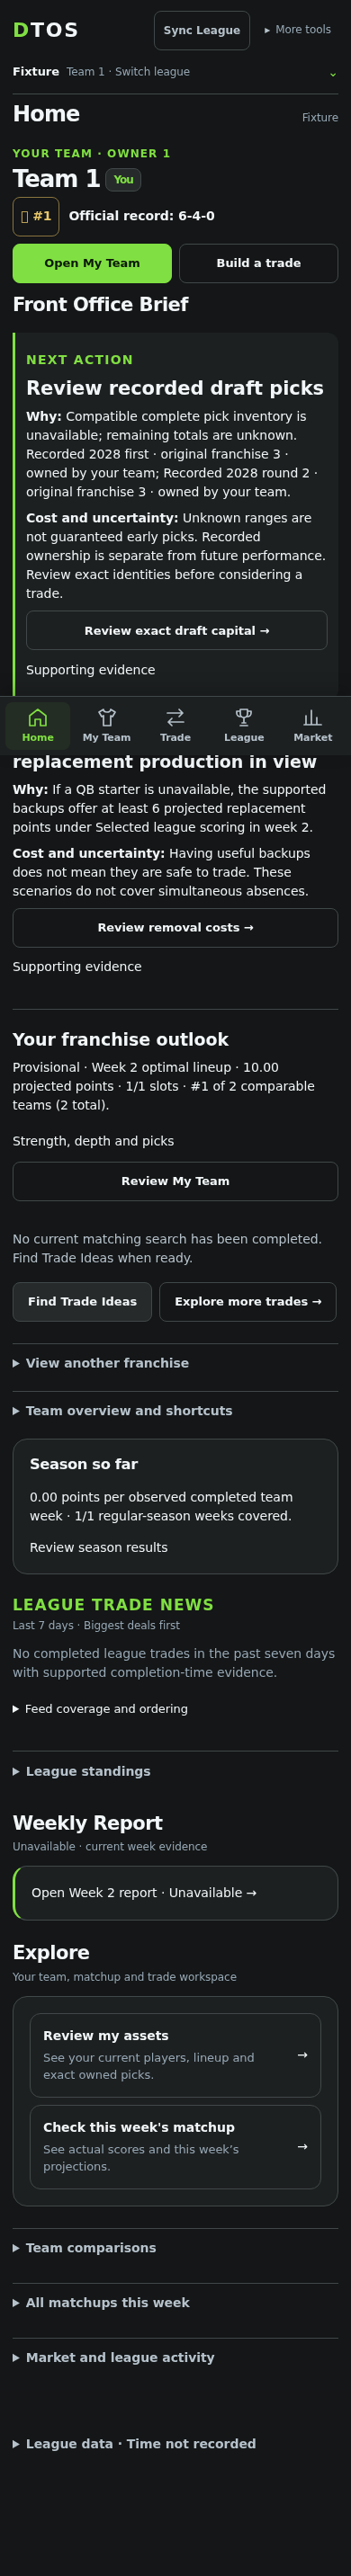 DTOS
Sync League
▸ More tools
Fixture Team 1 · Switch league
Home
Fixture
YOUR TEAM · OWNER 1
Team 1 You
#1 Official record: 6-4-0
Open My Team
Build a trade
Front Office Brief
NEXT ACTION
Review recorded draft picks
Why: Compatible complete pick inventory is
unavailable; remaining totals are unknown.
Recorded 2028 first · original franchise 3 ·
owned by your team; Recorded 2028 round 2 ·
original franchise 3 · owned by your team.
Cost and uncertainty: Unknown ranges are
not guaranteed early picks. Recorded
ownership is separate from future performance.
Review exact identities before considering a
trade.
Review exact draft capital →
Supporting evidence
Home
My Team
Trade
League
Market
replacement production in view
Why: If a QB starter is unavailable, the supported
backups offer at least 6 projected replacement
points under Selected league scoring in week 2.
Cost and uncertainty: Having useful backups
does not mean they are safe to trade. These
scenarios do not cover simultaneous absences.
Review removal costs →
Supporting evidence
Your franchise outlook
Provisional · Week 2 optimal lineup · 10.00
projected points · 1/1 slots · #1 of 2 comparable
teams (2 total).
Strength, depth and picks
Review My Team
No current matching search has been completed.
Find Trade Ideas when ready.
Find Trade Ideas
Explore more trades →
▶ View another franchise
▶ Team overview and shortcuts
Season so far
0.00 points per observed completed team
week · 1/1 regular-season weeks covered.
Review season results
LEAGUE TRADE NEWS
Last 7 days · Biggest deals first
No completed league trades in the past seven days
with supported completion-time evidence.
▶ Feed coverage and ordering
▶ League standings
Weekly Report
Unavailable · current week evidence
Open Week 2 report · Unavailable →
Explore
Your team, matchup and trade workspace
Review my assets
See your current players, lineup and
exact owned picks.
→
Check this week's matchup
See actual scores and this week's
projections.
→
▶ Team comparisons
▶ All matchups this week
▶ Market and league activity
▶ League data · Time not recorded